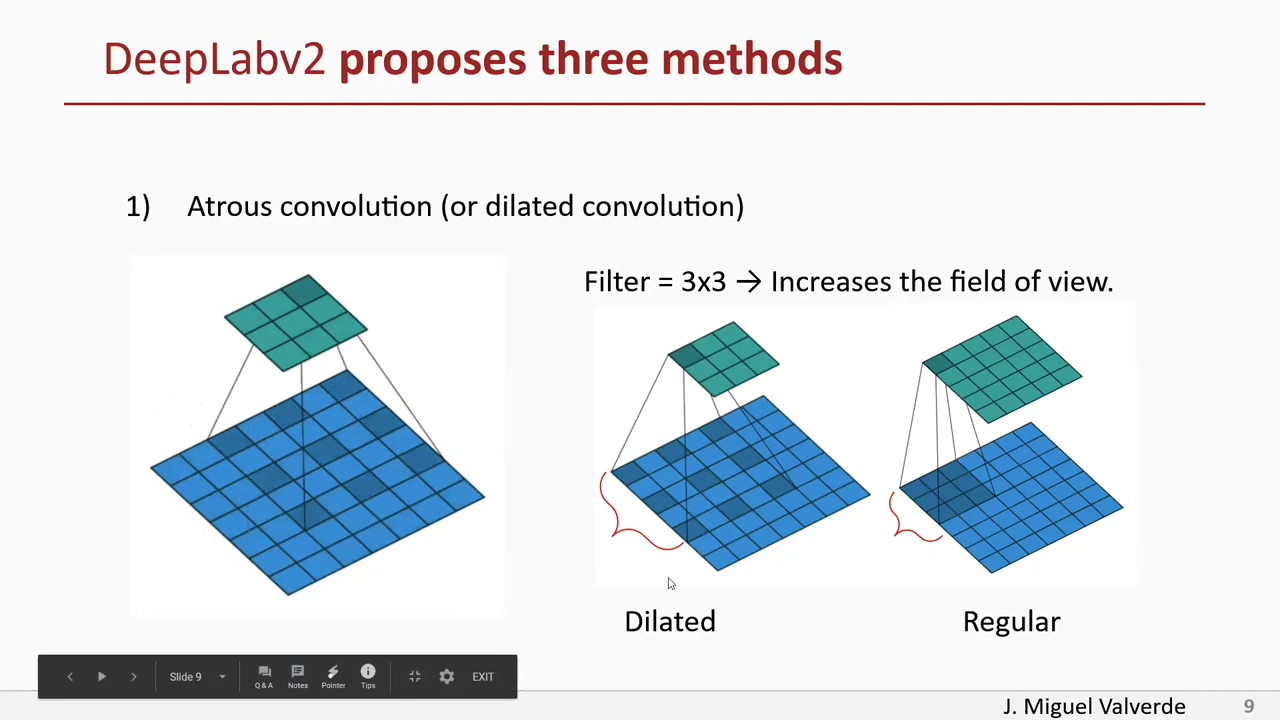 DeepLabv2 proposes three methods
1) Atrous convolution (or dilated convolution)
Filter = 3x3 → Increases the field of view.
Dilated
Regular
Slide 9
Q & A
Notes
Pointer
Tips
EXIT
J. Miguel Valverde
9